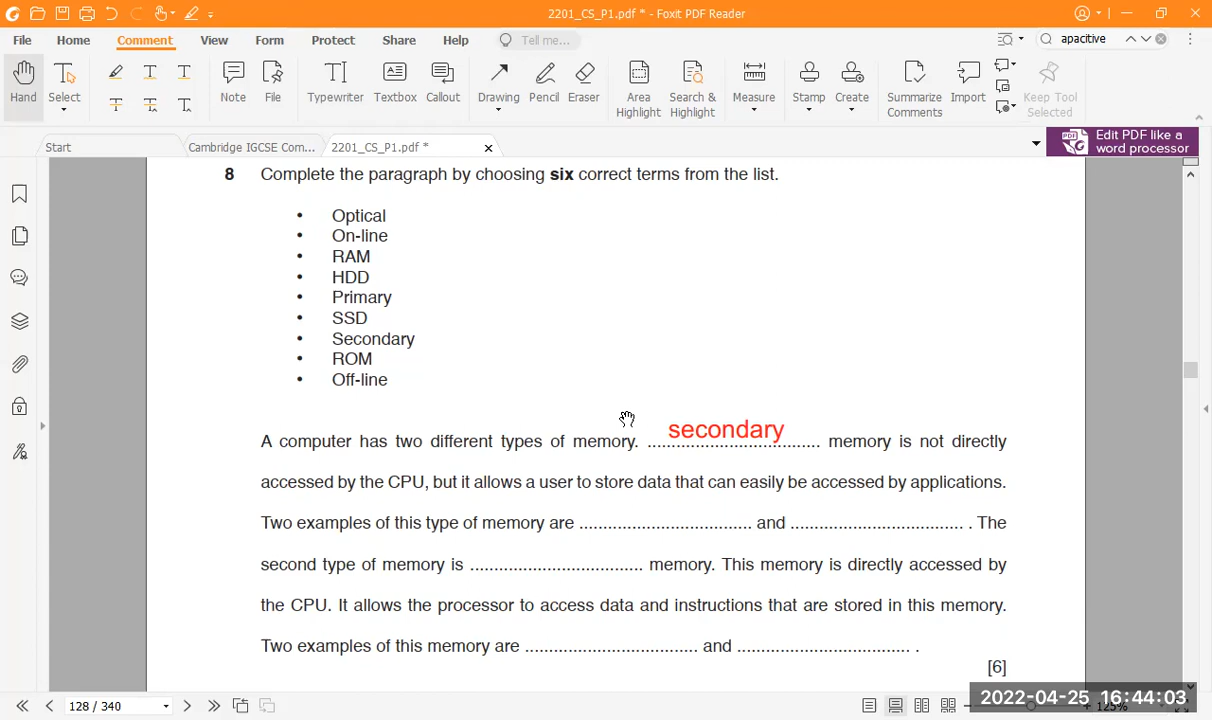 2201_CS_P1.pdf * - Foxit PDF Reader
File Home Comment View Form Protect Share Help Tell me... apacitive
Hand Select Note File Typewriter Textbox Callout Drawing Pencil Eraser Area Highlight Search & Highlight Measure Stamp Create Summarize Comments Import Keep Tool Selected
Start Cambridge IGCSE Com... 2201_CS_P1.pdf * Edit PDF like a word processor
8 Complete the paragraph by choosing six correct terms from the list.
• Optical
• On-line
• RAM
• HDD
• Primary
• SSD
• Secondary
• ROM
• Off-line
secondary
A computer has two different types of memory. .................................... memory is not directly
accessed by the CPU, but it allows a user to store data that can easily be accessed by applications.
Two examples of this type of memory are .................................... and .................................... . The
second type of memory is .................................... memory. This memory is directly accessed by
the CPU. It allows the processor to access data and instructions that are stored in this memory.
Two examples of this memory are .................................... and .................................... .
[6]
128 / 340
2022-04-25 16:44:03
125%